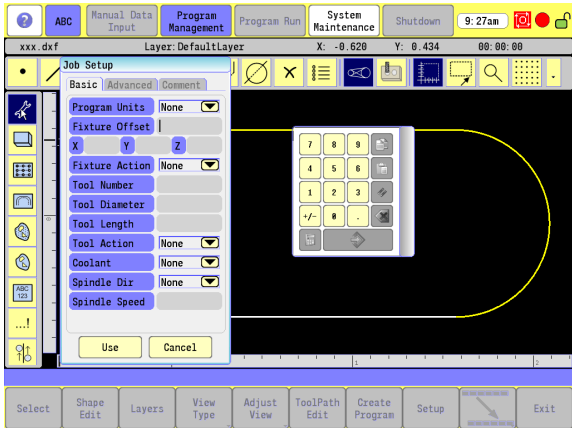 ?
ABC
Manual Data
Input
Program
Management
Program Run
System
Maintenance
Shutdown
9:27am
xxx.dxf
Layer:DefaultLayer
X: -0.620
Y: 0.434
00:00:00
Job Setup
Basic
Advanced
Comment
Program Units
None
Fixture Offset
X
Y
Z
Fixture Action
None
Tool Number
Tool Diameter
Tool Length
Tool Action
None
Coolant
None
Spindle Dir
None
Spindle Speed
Use
Cancel
7
8
9
4
5
6
1
2
3
+/-
0
.
ABC
123
...!
0
1
2
Select
Shape
Edit
Layers
View
Type
Adjust
View
ToolPath
Edit
Create
Program
Setup
Exit